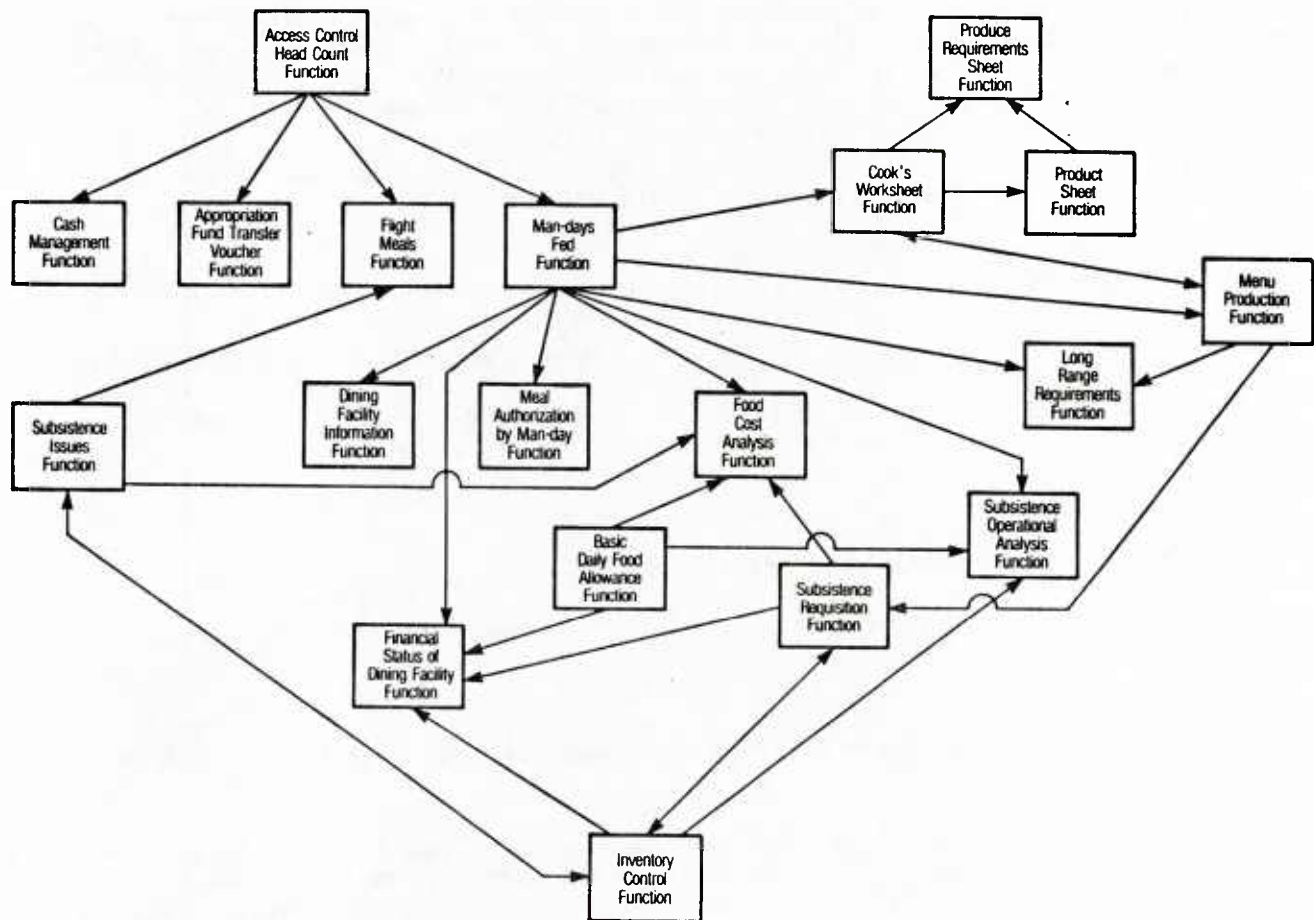 Access Control
Head Count
Function
Produce
Requirements
Sheet
Function
Cook's
Worksheet
Function
Product
Sheet
Function
Cash
Management
Function
Appropriation
Fund Transfer
Voucher
Function
Flight
Meals
Function
Man-days
Fed
Function
Menu
Production
Function
Long
Range
Requirements
Function
Subsistence
Issues
Function
Dining
Facility
Information
Function
Meal
Authorization
by Man-day
Function
Food
Cost
Analysis
Function
Subsistence
Operational
Analysis
Function
Basic
Daily Food
Allowance
Function
Subsistence
Requisition
Function
Financial
Status of
Dining Facility
Function
Inventory
Control
Function